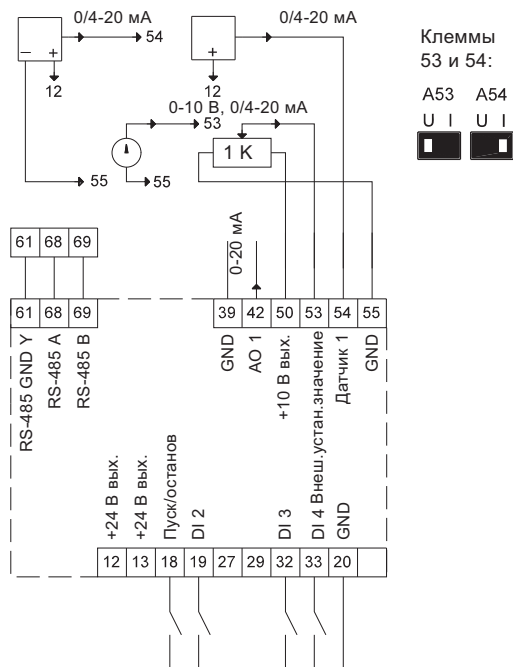 0/4-20 мА
54
12
0/4-20 мА
12
Клеммы
53 и 54:
A53 A54
U I U I
0-10 В, 0/4-20 мА
53
1 K
55
55
61 68 69
0-20 мА
61 68 69
39 42 50 53 54 55
RS-485 GND Y
RS-485 A
RS-485 B
GND
AO 1
+10 В вых.
Внеш.устан.значение
Датчик 1
GND
+24 В вых.
+24 В вых.
Пуск/останов
DI 2
DI 3
DI 4
GND
12 13 18 19 27 29 32 33 20